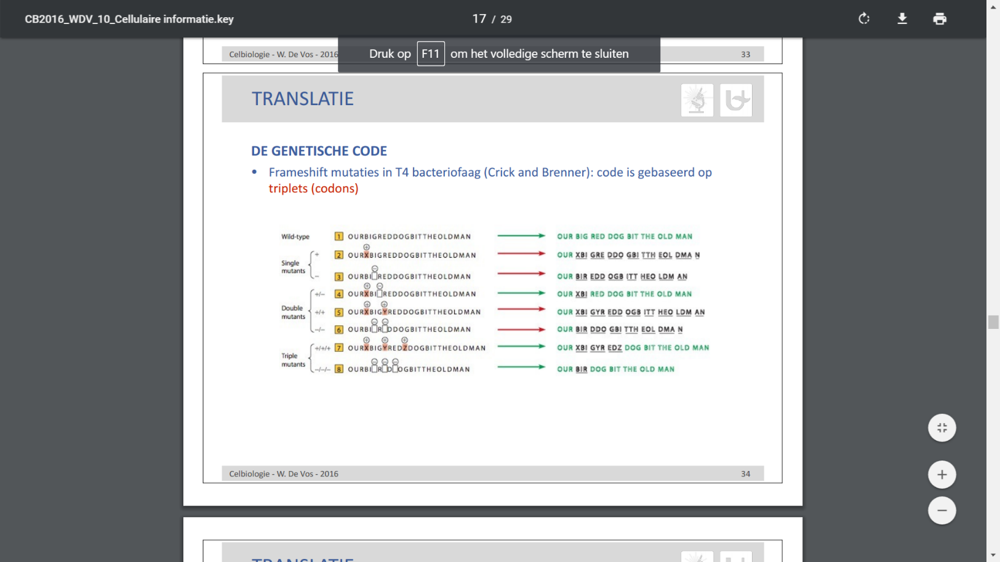 CB2016_WDV_10_Cellulaire informatie.key
17 / 29
Celbiologie - W. De Vos - 2016
Druk op F11 om het volledige scherm te sluiten
33
TRANSLATIE
DE GENETISCHE CODE
• Frameshift mutaties in T4 bacteriofaag (Crick and Brenner): code is gebaseerd op
triplets (codons)
Wild-type 1 OURBIGREDDOGBITTHEOLDMAN OUR BIG RED DOG BIT THE OLD MAN
Single mutants
+ 2 OURXBIGREDDOGBITTHEOLDMAN OUR XBI GRE DDO GBI TTH EOL DMA N
– 3 OURBI□REDDOGBITTHEOLDMAN OUR BIR EDD OGB ITT HEO LDM AN
Double mutants
+/– 4 OURXBI□REDDOGBITTHEOLDMAN OUR XBI RED DOG BIT THE OLD MAN
+/+ 5 OURXBIGYREDDOGBITTHEOLDMAN OUR XBI GYR EDD OGB ITT HEO LDM AN
–/– 6 OURBI□R□DDOGBITTHEOLDMAN OUR BIR DDO GBI TTH EOL DMA N
Triple mutants
+/+/+ 7 OURXBIGYREDZDOGBITTHEOLDMAN OUR XBI GYR EDZ DOG BIT THE OLD MAN
–/–/– 8 OURBI□R□D□OGBITTHEOLDMAN OUR BIR DOG BIT THE OLD MAN
Celbiologie - W. De Vos - 2016
34
TRANSLATIE